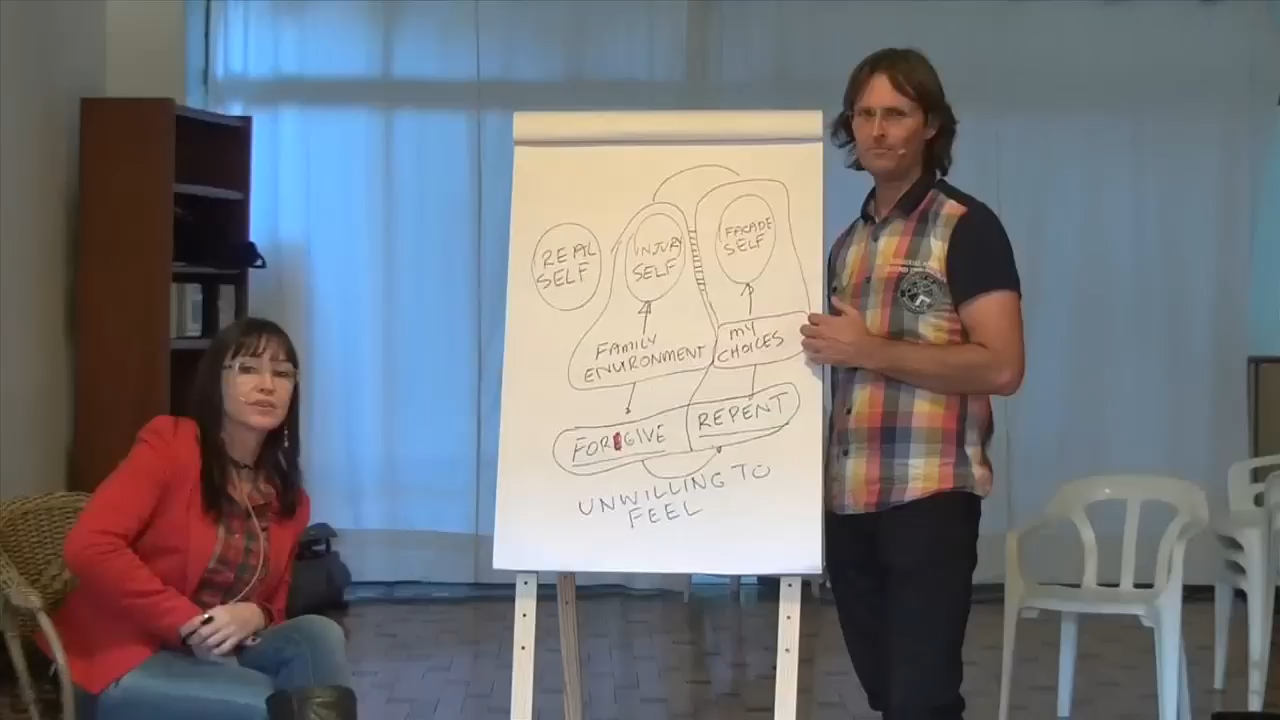 REAL
SELF
INJURY
SELF
FACADE
SELF
FAMILY
ENVIRONMENT
MY
CHOICES
FORGIVE
REPENT
UNWILLING TO
FEEL